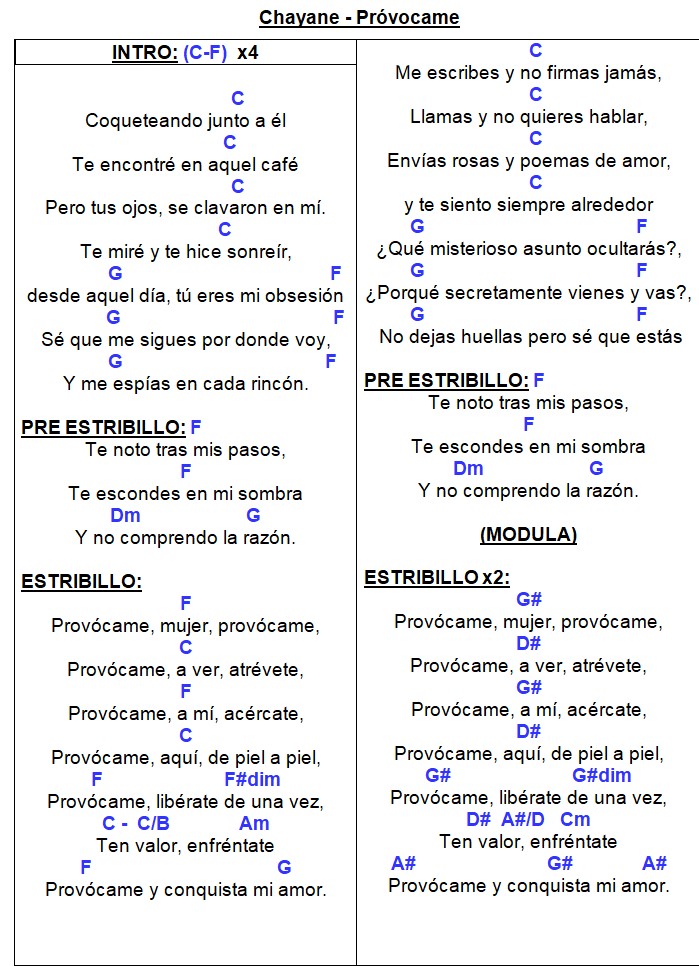 Chayane - Próvocame
INTRO: (C-F) x4
C
Coqueteando junto a él
C
Te encontré en aquel café
C
Pero tus ojos, se clavaron en mí.
C
Te miré y te hice sonreír,
G F
desde aquel día, tú eres mi obsesión
G F
Sé que me sigues por donde voy,
G F
Y me espías en cada rincón.
PRE ESTRIBILLO: F
Te noto tras mis pasos,
F
Te escondes en mi sombra
Dm G
Y no comprendo la razón.
ESTRIBILLO:
F
Provócame, mujer, provócame,
C
Provócame, a ver, atrévete,
F
Provócame, a mí, acércate,
C
Provócame, aquí, de piel a piel,
F F#dim
Provócame, libérate de una vez,
C - C/B Am
Ten valor, enfréntate
F G
Provócame y conquista mi amor.
C
Me escribes y no firmas jamás,
C
Llamas y no quieres hablar,
C
Envías rosas y poemas de amor,
C
y te siento siempre alrededor
G F
¿Qué misterioso asunto ocultarás?,
G F
¿Porqué secretamente vienes y vas?,
G F
No dejas huellas pero sé que estás
PRE ESTRIBILLO: F
Te noto tras mis pasos,
F
Te escondes en mi sombra
Dm G
Y no comprendo la razón.
(MODULA)
ESTRIBILLO x2:
G#
Provócame, mujer, provócame,
D#
Provócame, a ver, atrévete,
G#
Provócame, a mí, acércate,
D#
Provócame, aquí, de piel a piel,
G# G#dim
Provócame, libérate de una vez,
D# A#/D Cm
Ten valor, enfréntate
A# G# A#
Provócame y conquista mi amor.